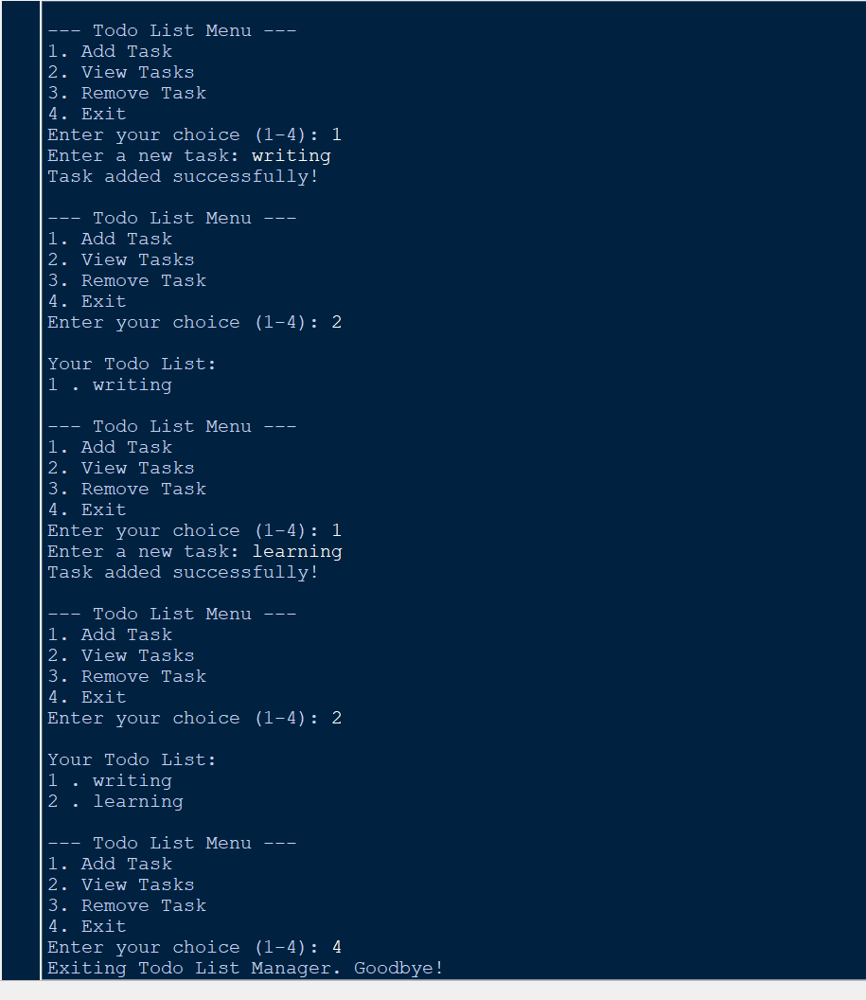 --- Todo List Menu ---
1. Add Task
2. View Tasks
3. Remove Task
4. Exit
Enter your choice (1-4): 1
Enter a new task: writing
Task added successfully!

--- Todo List Menu ---
1. Add Task
2. View Tasks
3. Remove Task
4. Exit
Enter your choice (1-4): 2

Your Todo List:
1 . writing

--- Todo List Menu ---
1. Add Task
2. View Tasks
3. Remove Task
4. Exit
Enter your choice (1-4): 1
Enter a new task: learning
Task added successfully!

--- Todo List Menu ---
1. Add Task
2. View Tasks
3. Remove Task
4. Exit
Enter your choice (1-4): 2

Your Todo List:
1 . writing
2 . learning

--- Todo List Menu ---
1. Add Task
2. View Tasks
3. Remove Task
4. Exit
Enter your choice (1-4): 4
Exiting Todo List Manager. Goodbye!